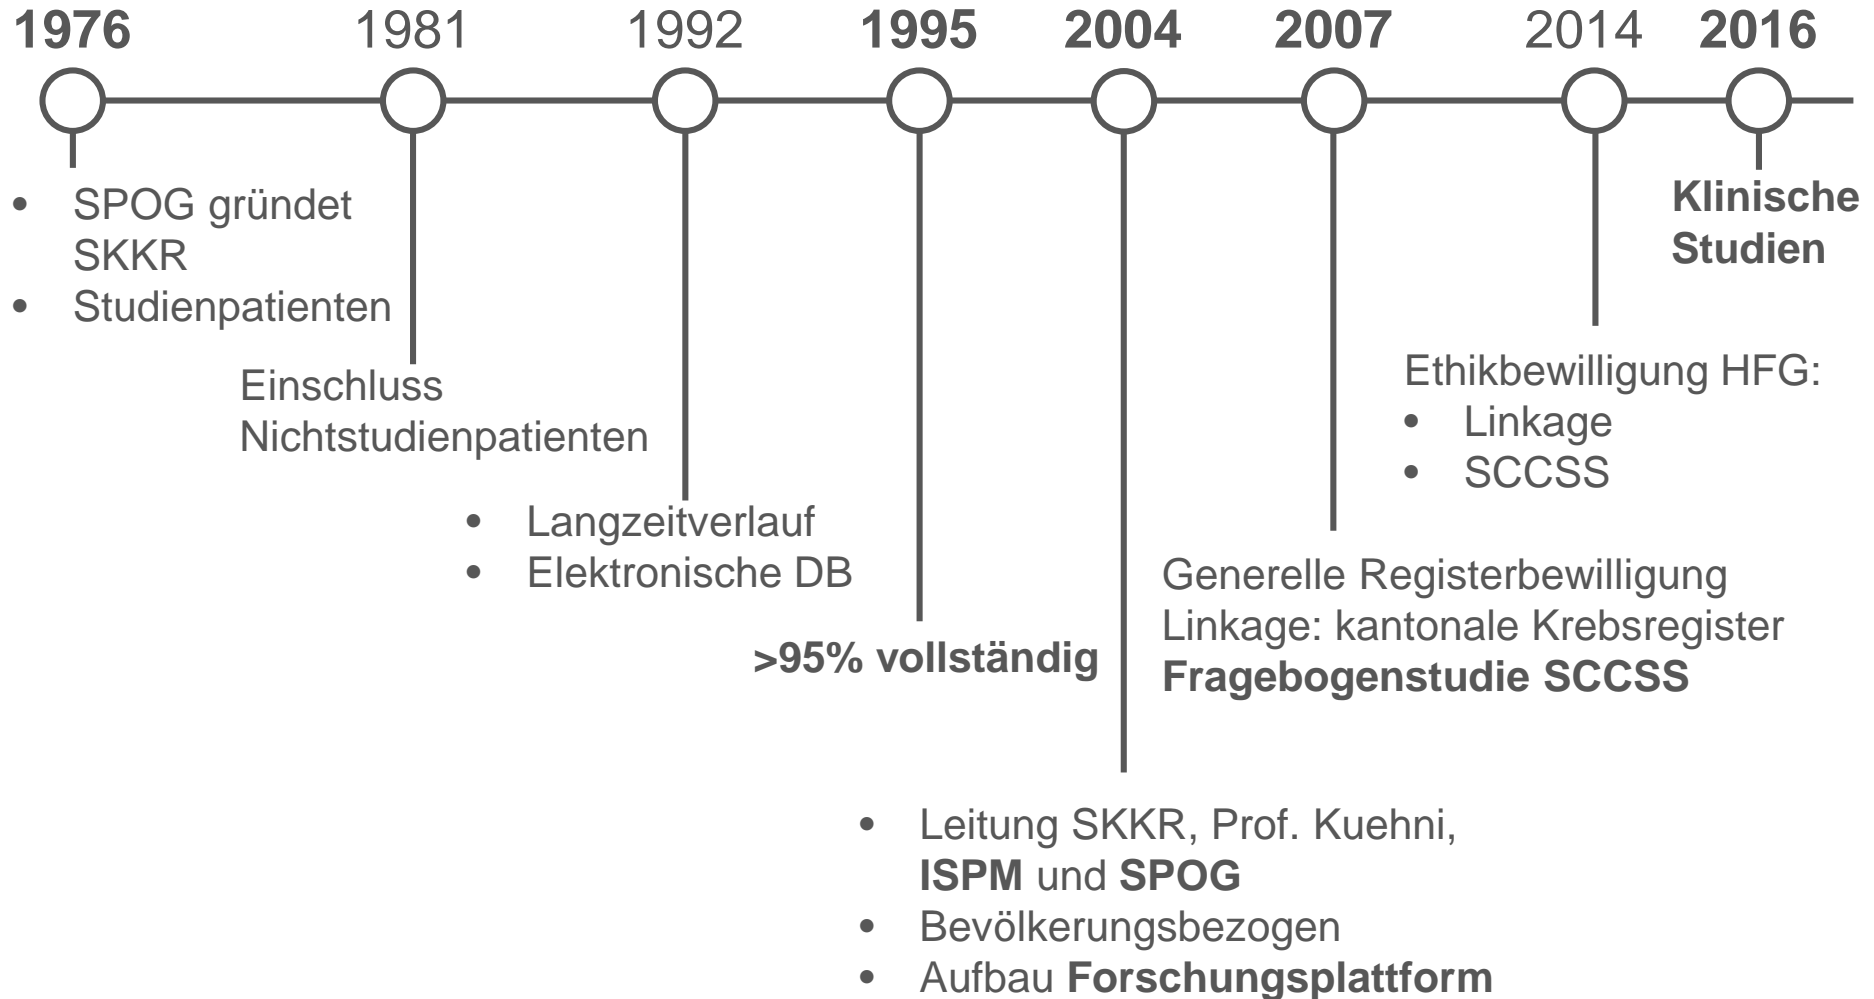 1976 1981 1992 1995 2004 2007 2014 2016
• SPOG gründet
SKKR
• Studienpatienten
Einschluss
Nichtstudienpatienten
• Langzeitverlauf
• Elektronische DB
>95% vollständig
• Leitung SKKR, Prof. Kuehni,
ISPM und SPOG
• Bevölkerungsbezogen
• Aufbau Forschungsplattform
Generelle Registerbewilligung
Linkage: kantonale Krebsregister
Fragebogenstudie SCCSS
Ethikbewilligung HFG:
• Linkage
• SCCSS
Klinische
Studien